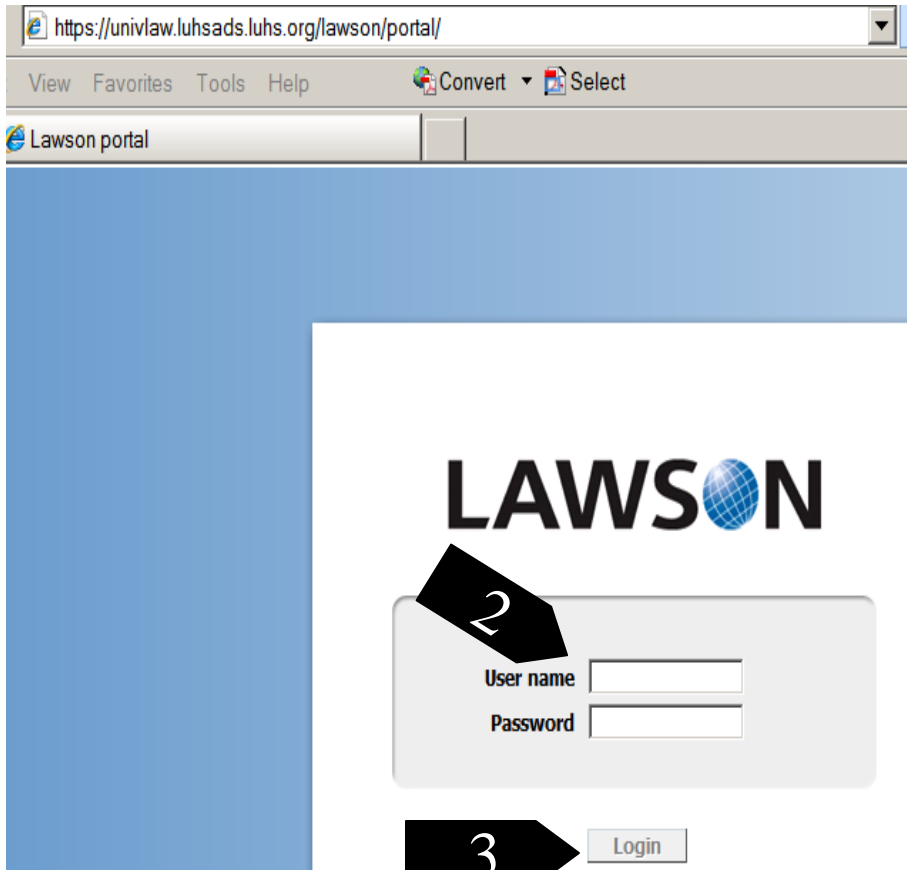 https://univlaw.luhsads.luhs.org/lawson/portal/
View Favorites Tools Help Convert Select
Lawson portal
LAWSON
2
User name
Password
3
Login